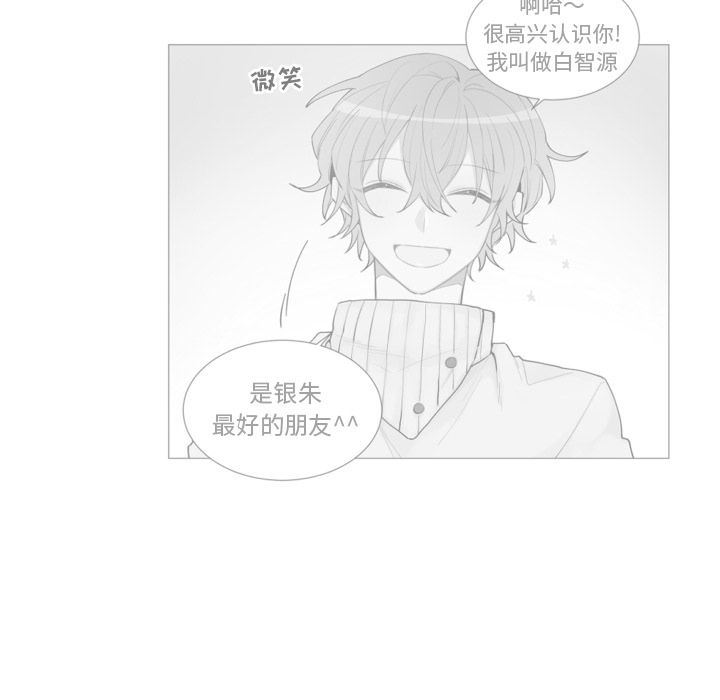 啊哈～
很高兴认识你!
我叫做白智源
微笑
是银朱
最好的朋友^^